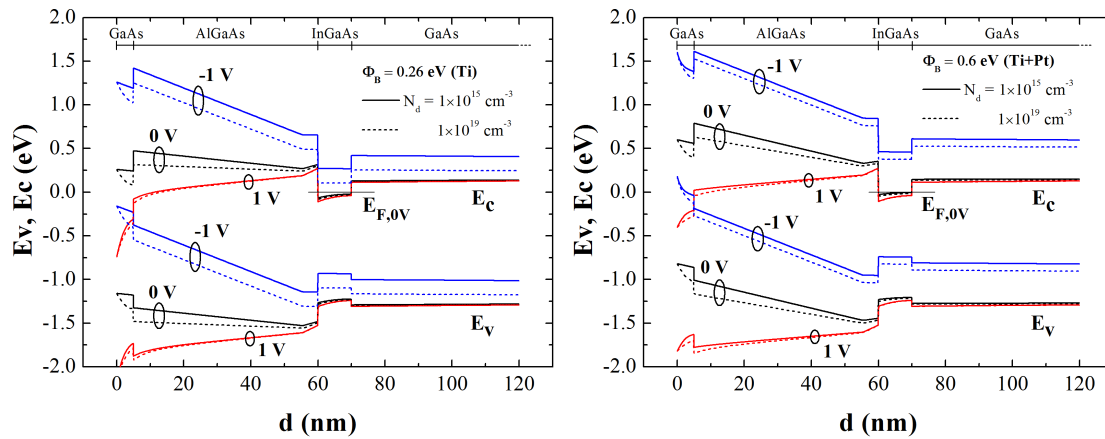 GaAs AlGaAs InGaAs GaAs
Φ_B = 0.26 eV (Ti)
N_d = 1×10^15 cm^-3
1×10^19 cm^-3
-1 V
0 V
1 V
E_F,0V
E_C
-1 V
0 V
1 V
E_V
2.0
1.5
1.0
0.5
0.0
-0.5
-1.0
-1.5
-2.0
Ev, Ec (eV)
0 20 40 60 80 100 120
d (nm)
GaAs AlGaAs InGaAs GaAs
Φ_B = 0.6 eV (Ti+Pt)
N_d = 1×10^15 cm^-3
1×10^19 cm^-3
-1 V
0 V
1 V
E_F,0V
E_C
-1 V
0 V
1 V
E_V
2.0
1.5
1.0
0.5
0.0
-0.5
-1.0
-1.5
-2.0
Ev, Ec (eV)
0 20 40 60 80 100 120
d (nm)